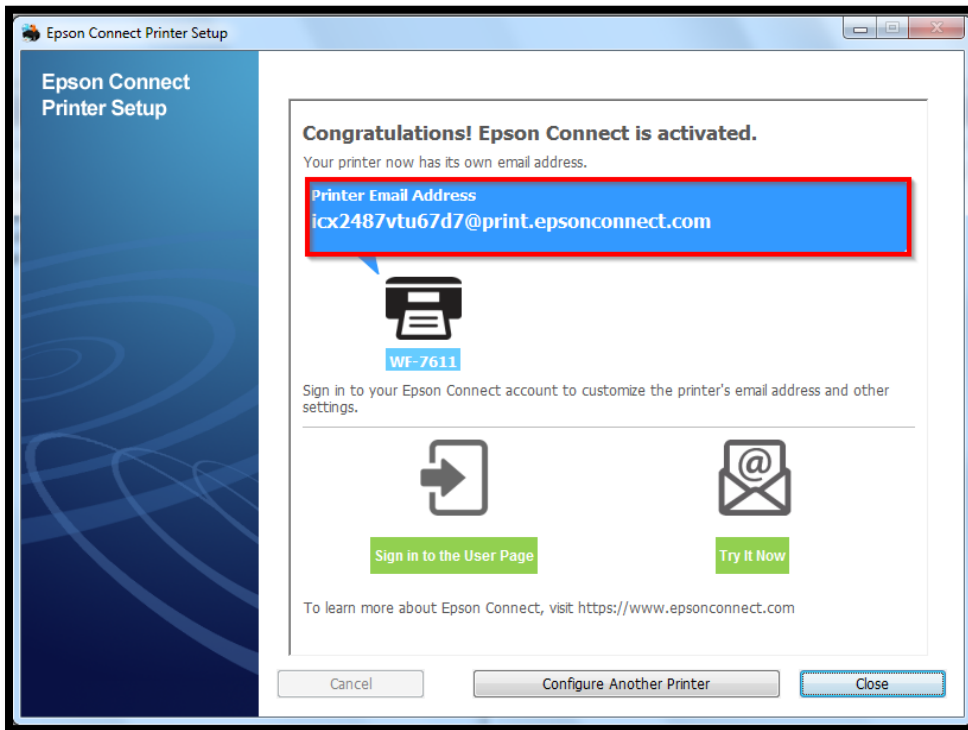 Epson Connect Printer Setup
Epson Connect
Printer Setup
Congratulations! Epson Connect is activated.
Your printer now has its own email address.
Printer Email Address
icx2487vtu67d7@print.epsonconnect.com
WF-7611
Sign in to your Epson Connect account to customize the printer's email address and other
settings.
@
Sign in to the User Page
Try It Now
To learn more about Epson Connect, visit https://www.epsonconnect.com
Cancel
Configure Another Printer
Close